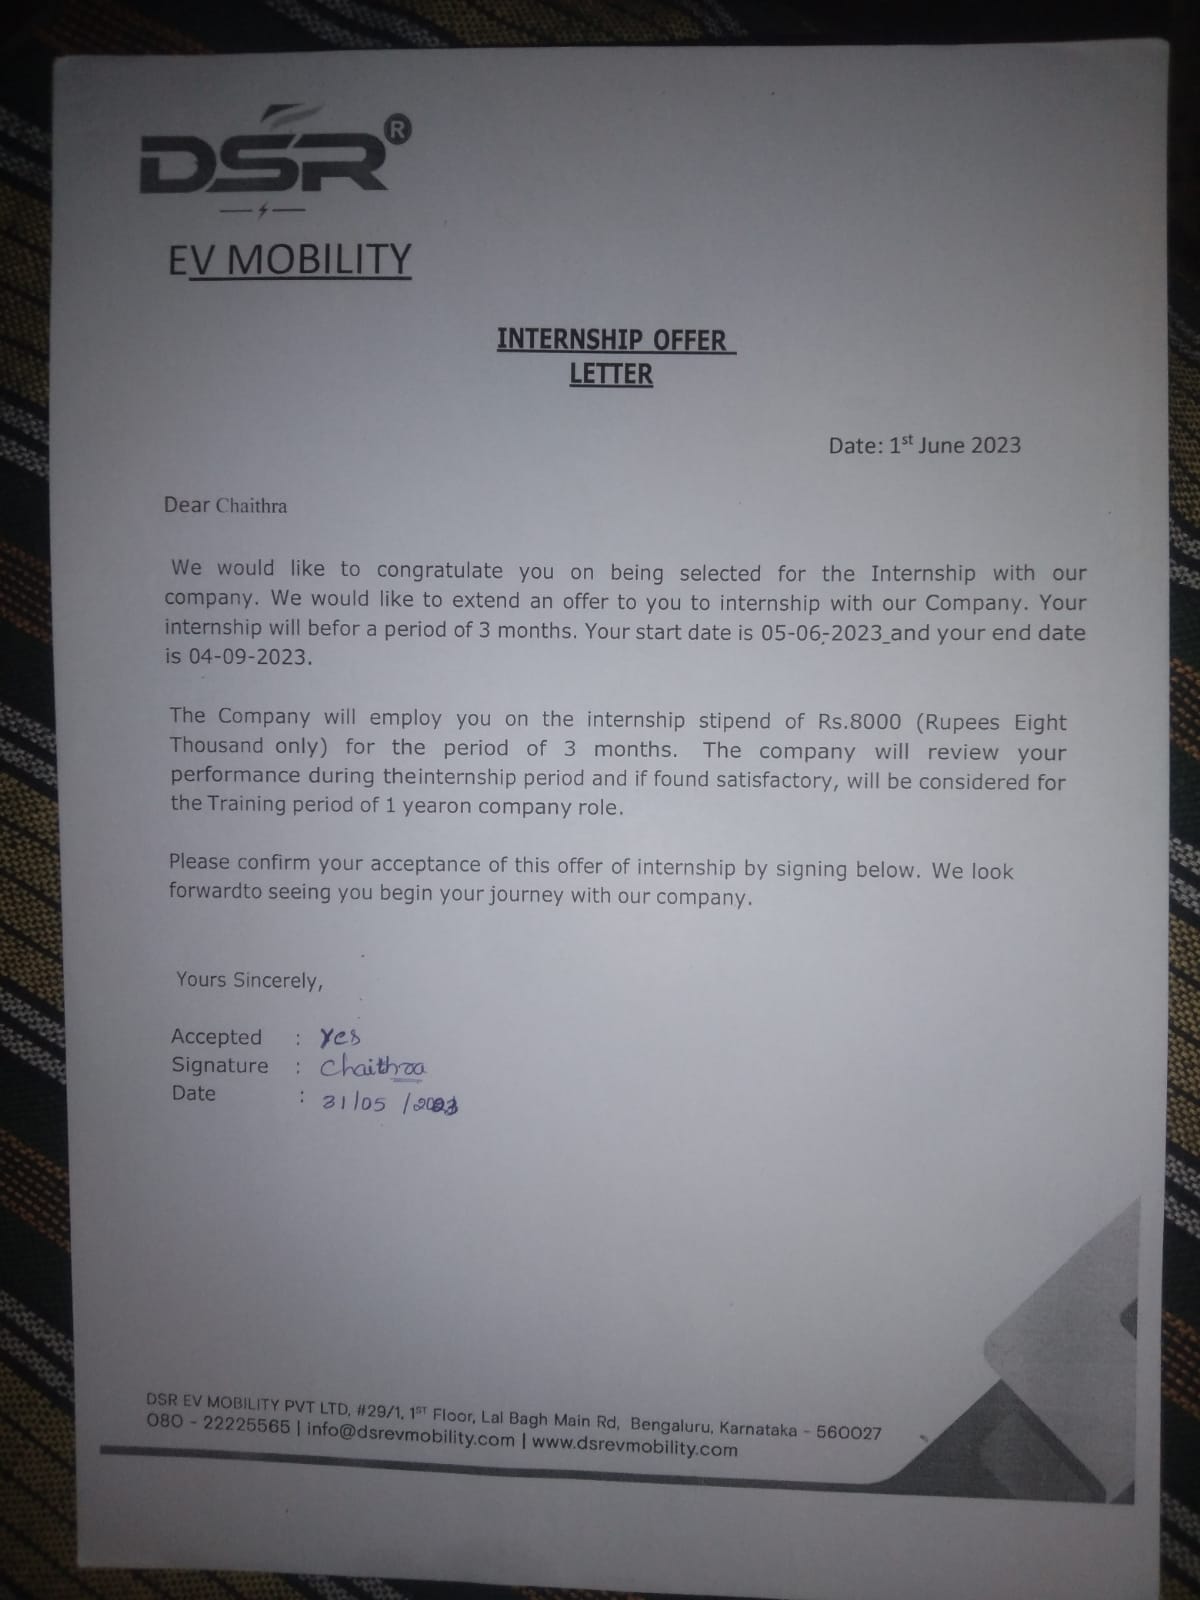 DSR®
EV MOBILITY
INTERNSHIP OFFER
LETTER
Date: 1st June 2023
Dear Chaithra
We would like to congratulate you on being selected for the Internship with our
company. We would like to extend an offer to you to internship with our Company. Your
internship will befor a period of 3 months. Your start date is 05-06-2023 and your end date
is 04-09-2023.
The Company will employ you on the internship stipend of Rs.8000 (Rupees Eight
Thousand only) for the period of 3 months. The company will review your
performance during theinternship period and if found satisfactory, will be considered for
the Training period of 1 yearon company role.
Please confirm your acceptance of this offer of internship by signing below. We look
forwardto seeing you begin your journey with our company.
Yours Sincerely,
Accepted : Yes
Signature : Chaithra
Date : 31/05/2023
DSR EV MOBILITY PVT LTD, #29/1, 1ST Floor, Lal Bagh Main Rd, Bengaluru, Karnataka - 560027
080 - 22225565 | info@dsrevmobility.com | www.dsrevmobility.com